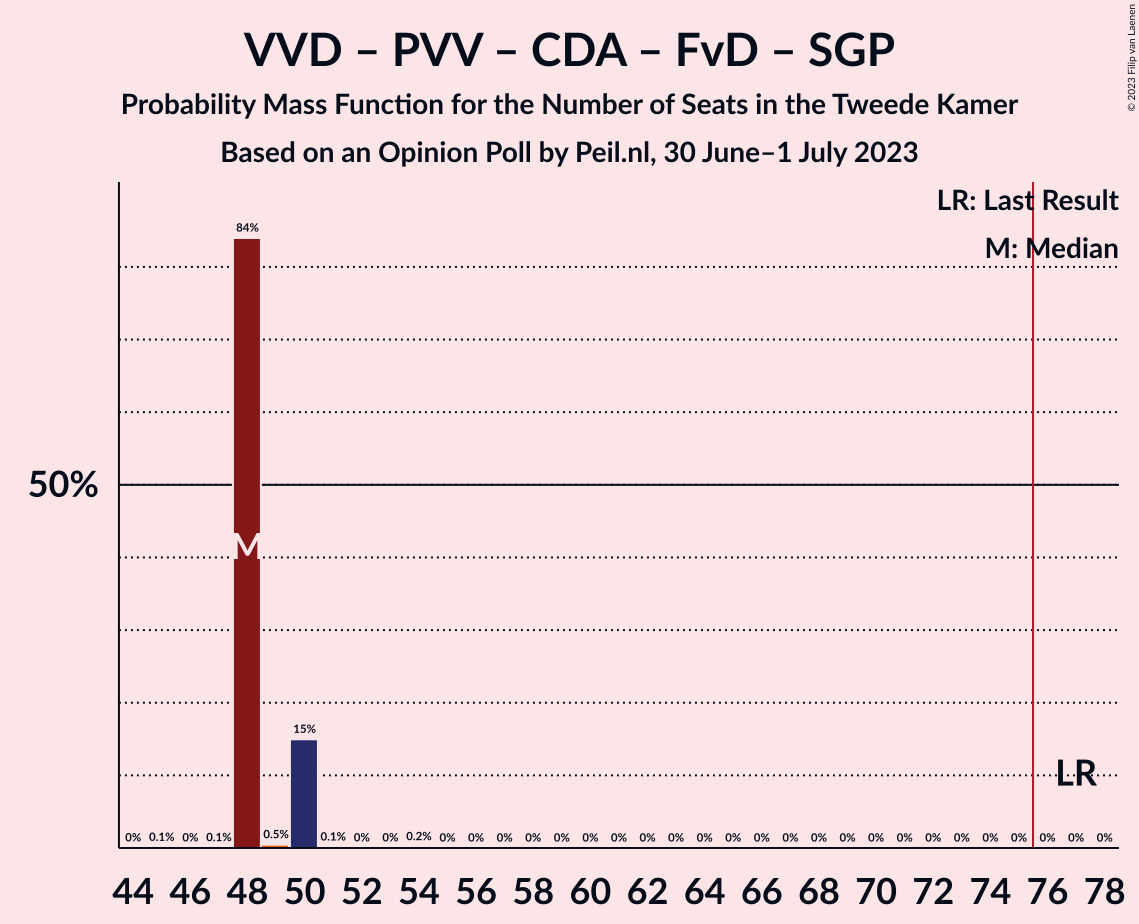 VVD – PVV – CDA – FvD – SGP
Probability Mass Function for the Number of Seats in the Tweede Kamer
Based on an Opinion Poll by Peil.nl, 30 June–1 July 2023
© 2023 Filip van Laenen
LR: Last Result
M: Median
84%
50%
M
15%
LR
0% 0.1% 0% 0.1% 0.5% 0.1% 0% 0% 0.2% 0% 0% 0% 0% 0% 0% 0% 0% 0% 0% 0% 0% 0% 0% 0% 0% 0% 0% 0% 0% 0% 0% 0% 0%
44 46 48 50 52 54 56 58 60 62 64 66 68 70 72 74 76 78